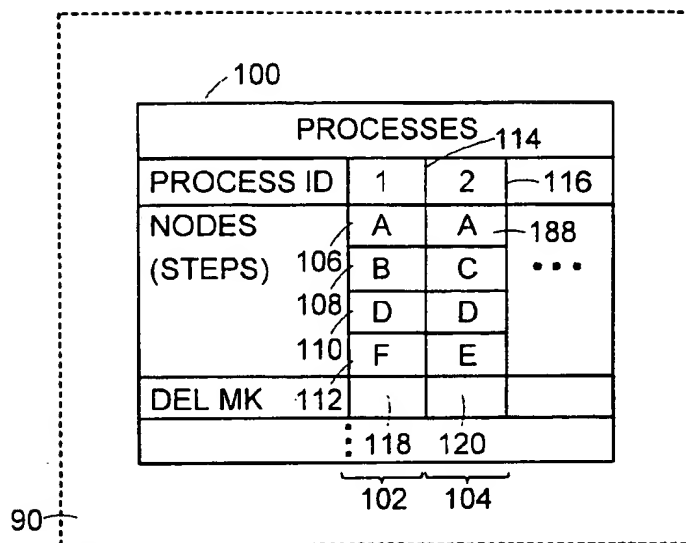 100
PROCESSES
114
PROCESS ID 1 2 116
NODES A A 188
(STEPS) 106 B C ...
108 D D
110 F E
DEL MK 112
118 120
102 104
90